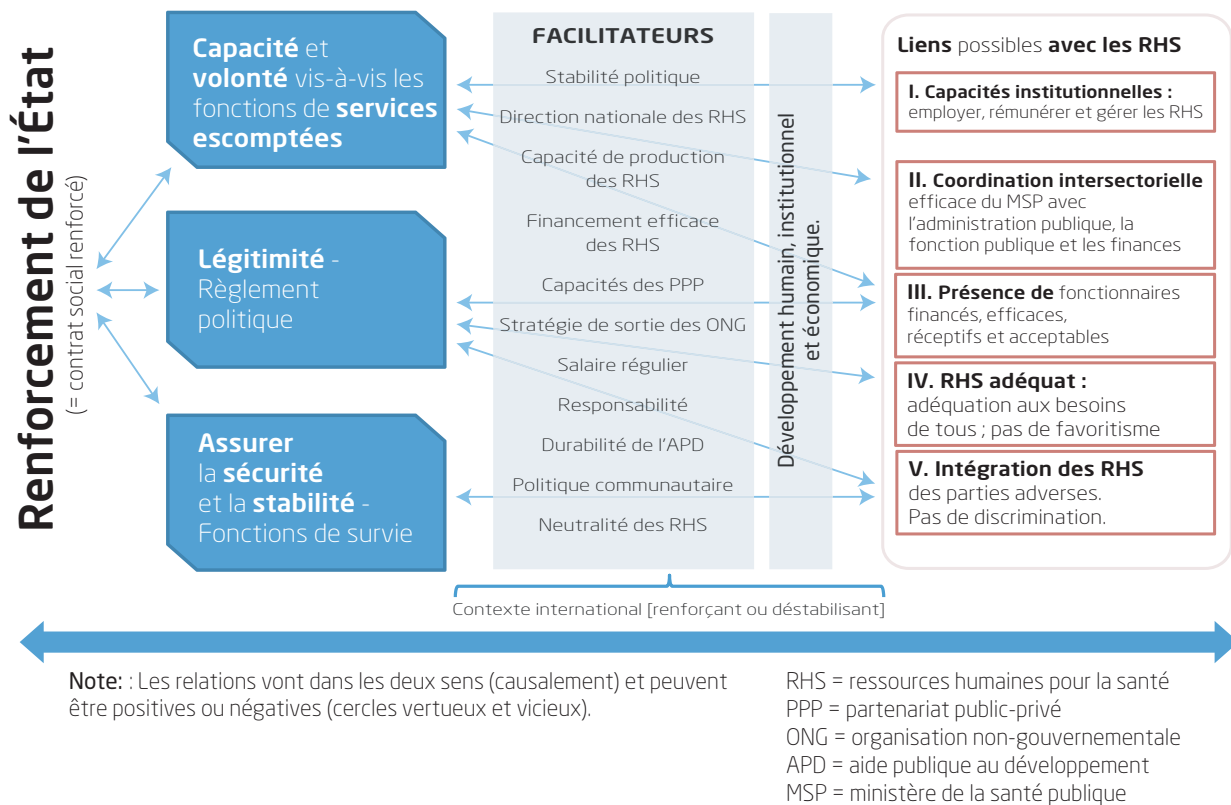 Renforcement de l'État
(= contrat social renforcé)
Capacité et
volonté vis-à-vis les
fonctions de services
escomptées
Légitimité -
Règlement
politique
Assurer
la sécurité
et la stabilité -
Fonctions de survie
FACILITATEURS
Stabilité politique
Direction nationale des RHS
Capacité de production
des RHS
Financement efficace
des RHS
Capacités des PPP
Stratégie de sortie des ONG
Salaire régulier
Responsabilité
Durabilité de l'APD
Politique communautaire
Neutralité des RHS
Développement humain, institutionnel
et économique.
Liens possibles avec les RHS
I. Capacités institutionnelles :
employer, rémunérer et gérer les RHS
II. Coordination intersectorielle
efficace du MSP avec
l'administration publique, la
fonction publique et les finances
III. Présence de fonctionnaires
financés, efficaces,
réceptifs et acceptables
IV. RHS adéquat :
adéquation aux besoins
de tous ; pas de favoritisme
V. Intégration des RHS
des parties adverses.
Pas de discrimination.
Contexte international [renforçant ou déstabilisant]
Note: : Les relations vont dans les deux sens (causalement) et peuvent
être positives ou négatives (cercles vertueux et vicieux).
RHS = ressources humaines pour la santé
PPP = partenariat public-privé
ONG = organisation non-gouvernementale
APD = aide publique au développement
MSP = ministère de la santé publique